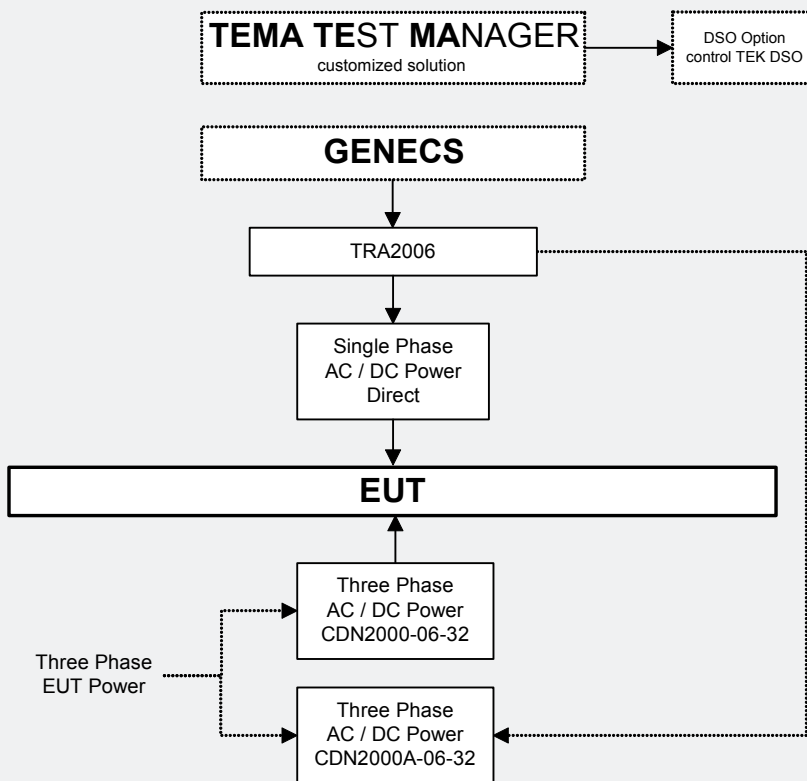 TEMA TEST MANAGER
customized solution
DSO Option
control TEK DSO
GENECS
TRA2006
Single Phase
AC / DC Power
Direct
EUT
Three Phase
AC / DC Power
CDN2000-06-32
Three Phase
EUT Power
Three Phase
AC / DC Power
CDN2000A-06-32